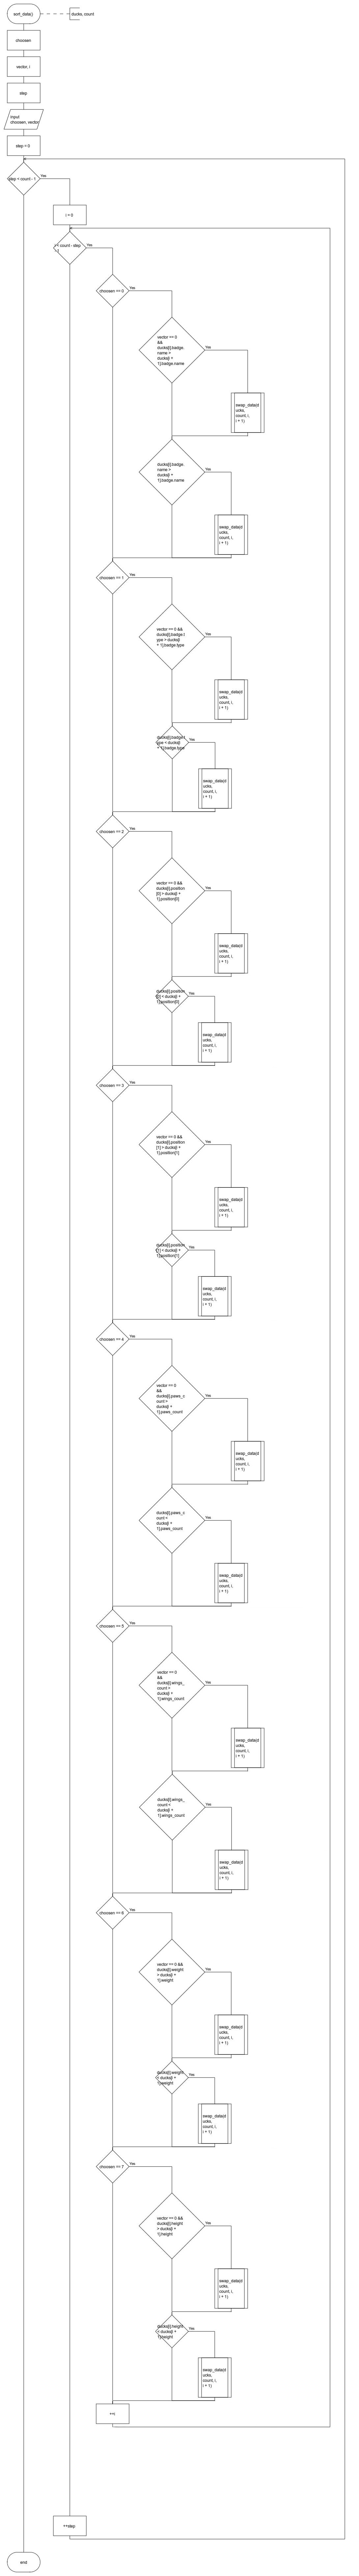 sort_data()
ducks, count
choosen
vector, i
step
input
choosen, vector
step = 0
step < count - 1
Yes
i = 0
i < count - step
- 1
Yes
choosen == 0
Yes
vector == 0
&&
ducks[i].badge.
name >
ducks[i +
1].badge.name
Yes
swap_data(d
ucks,
count, i,
i + 1)
ducks[i].badge.
name >
ducks[i +
1].badge.name
Yes
swap_data(d
ucks,
count, i,
i + 1)
choosen == 1
Yes
vector == 0 &&
ducks[i].badge.t
ype > ducks[i
+ 1].badge.type
Yes
swap_data(d
ucks,
count, i,
i + 1)
ducks[i].badge.t
ype < ducks[i
+ 1].badge.type
Yes
swap_data(d
ucks,
count, i,
i + 1)
choosen == 2
Yes
vector == 0 &&
ducks[i].position
[0] > ducks[i +
1].position[0]
Yes
swap_data(d
ucks,
count, i,
i + 1)
ducks[i].position
[0] < ducks[i +
1].position[0]
Yes
swap_data(d
ucks,
count, i,
i + 1)
choosen == 3
Yes
vector == 0 &&
ducks[i].position
[1] > ducks[i +
1].position[1]
Yes
swap_data(d
ucks,
count, i,
i + 1)
ducks[i].position
[1] < ducks[i +
1].position[1]
Yes
swap_data(d
ucks,
count, i,
i + 1)
choosen == 4
Yes
vector == 0
&&
ducks[i].paws_c
ount >
ducks[i +
1].paws_count
Yes
swap_data(d
ucks,
count, i,
i + 1)
ducks[i].paws_c
ount <
ducks[i +
1].paws_count
Yes
swap_data(d
ucks,
count, i,
i + 1)
choosen == 5
Yes
vector == 0
&&
ducks[i].wings_
count >
ducks[i +
1].wings_count
Yes
swap_data(d
ucks,
count, i,
i + 1)
ducks[i].wings_
count <
ducks[i +
1].wings_count
Yes
swap_data(d
ucks,
count, i,
i + 1)
choosen == 6
Yes
vector == 0 &&
ducks[i].weight
> ducks[i +
1].weight
Yes
swap_data(d
ucks,
count, i,
i + 1)
ducks[i].weight
< ducks[i +
1].weight
Yes
swap_data(d
ucks,
count, i,
i + 1)
choosen == 7
Yes
vector == 0 &&
ducks[i].height
> ducks[i +
1].height
Yes
swap_data(d
ucks,
count, i,
i + 1)
ducks[i].height
< ducks[i +
1].height
Yes
swap_data(d
ucks,
count, i,
i + 1)
++i
++step
end